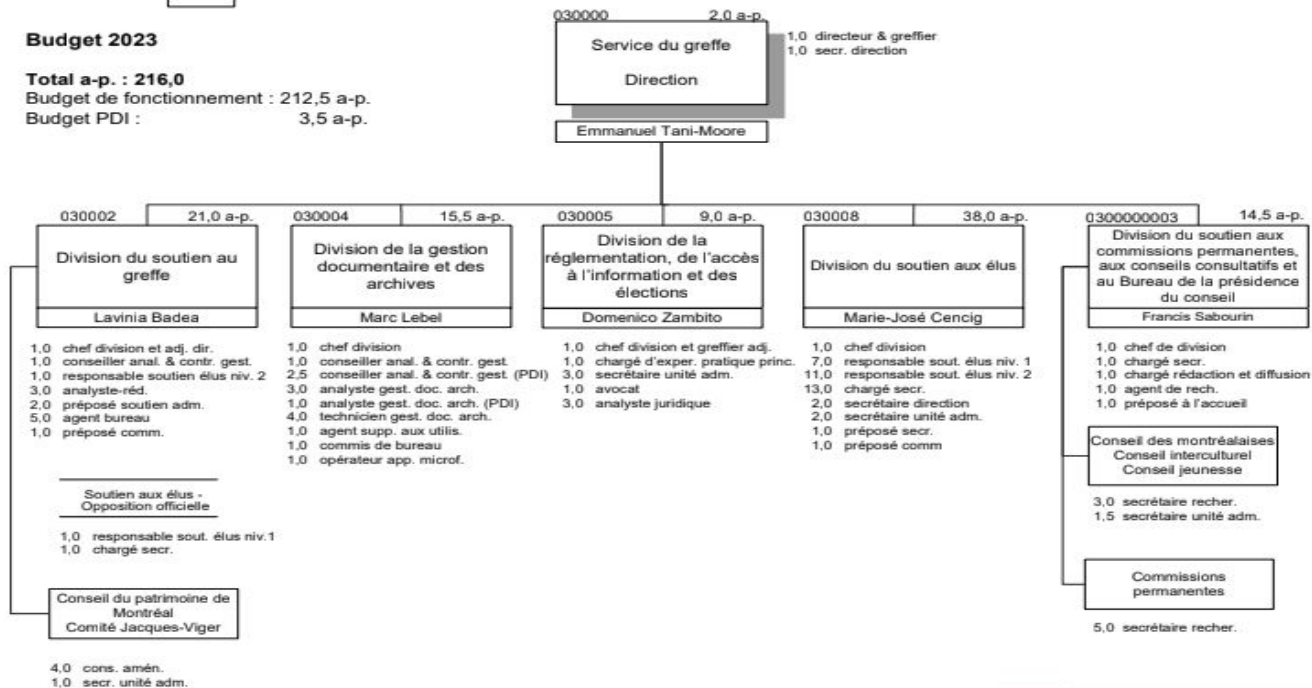 Budget 2023
Total a-p. : 216,0
Budget de fonctionnement : 212,5 a-p.
Budget PDI : 3,5 a-p.
030000 2,0 a-p.
Service du greffe
Direction
Emmanuel Tani-Moore
1,0 directeur & greffier
1,0 secr. direction
030002 21,0 a-p.
Division du soutien au
greffe
Lavinia Badea
1,0 chef division et adj. dir.
1,0 conseiller anal. & contr. gest.
1,0 responsable soutien élus niv. 2
3,0 analyste-réd.
2,0 préposé soutien adm.
5,0 agent bureau
1,0 préposé comm.
Soutien aux élus -
Opposition officielle
1,0 responsable sout. élus niv.1
1,0 chargé secr.
Conseil du patrimoine de
Montréal
Comité Jacques-Viger
4,0 cons. amén.
1,0 secr. unité adm.
030004 15,5 a-p.
Division de la gestion
documentaire et des
archives
Marc Lebel
1,0 chef division
1,0 conseiller anal. & contr. gest.
2,5 conseiller anal. & contr. gest. (PDI)
3,0 analyste gest. doc. arch.
1,0 analyste gest. doc. arch. (PDI)
4,0 technicien gest. doc. arch.
1,0 agent supp. aux utilis.
1,0 commis de bureau
1,0 opérateur app. microf.
030005 9,0 a-p.
Division de la
réglementation, de l'accès
à l'information et des
élections
Domenico Zambito
1,0 chef division et greffier adj.
1,0 chargé d'exper. pratique princ.
3,0 secrétaire unité adm.
1,0 avocat
3,0 analyste juridique
030008 38,0 a-p.
Division du soutien aux élus
Marie-José Cencig
1,0 chef division
7,0 responsable sout. élus niv. 1
11,0 responsable sout. élus niv. 2
13,0 chargé secr.
2,0 secrétaire direction
2,0 secrétaire unité adm.
1,0 préposé secr.
1,0 préposé comm
0300000003 14,5 a-p.
Division du soutien aux
commissions permanentes,
aux conseils consultatifs et
au Bureau de la présidence
du conseil
Francis Sabourin
1,0 chef de division
1,0 chargé secr.
1,0 chargé rédaction et diffusion
1,0 agent de rech.
1,0 préposé à l'accueil
Conseil des montréalaises
Conseil interculturel
Conseil jeunesse
3,0 secrétaire recher.
1,5 secrétaire unité adm.
Commissions
permanentes
5,0 secrétaire recher.